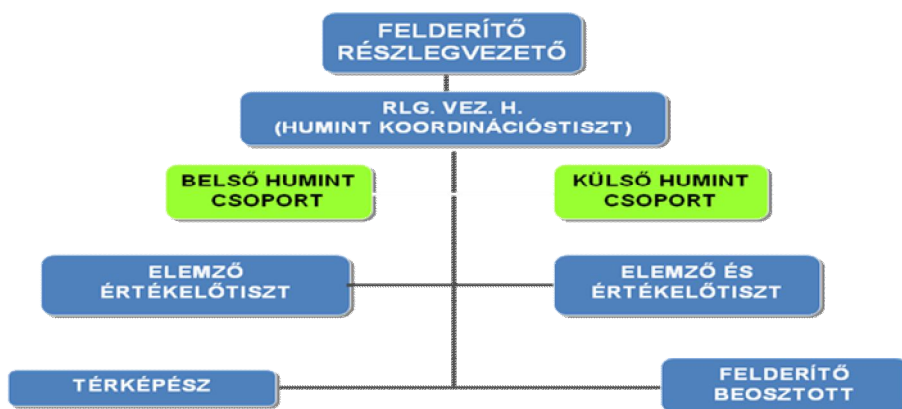 FELDERÍTŐ
RÉSZLEGVEZETŐ
RLG. VEZ. H.
(HUMINT KOORDINÁCIÓSTISZT)
BELSŐ HUMINT
CSOPORT
KÜLSŐ HUMINT
CSOPORT
ELEMZŐ
ÉRTÉKELŐTISZT
ELEMZŐ ÉS
ÉRTÉKELŐTISZT
TÉRKÉPÉSZ
FELDERÍTŐ
BEOSZTOTT